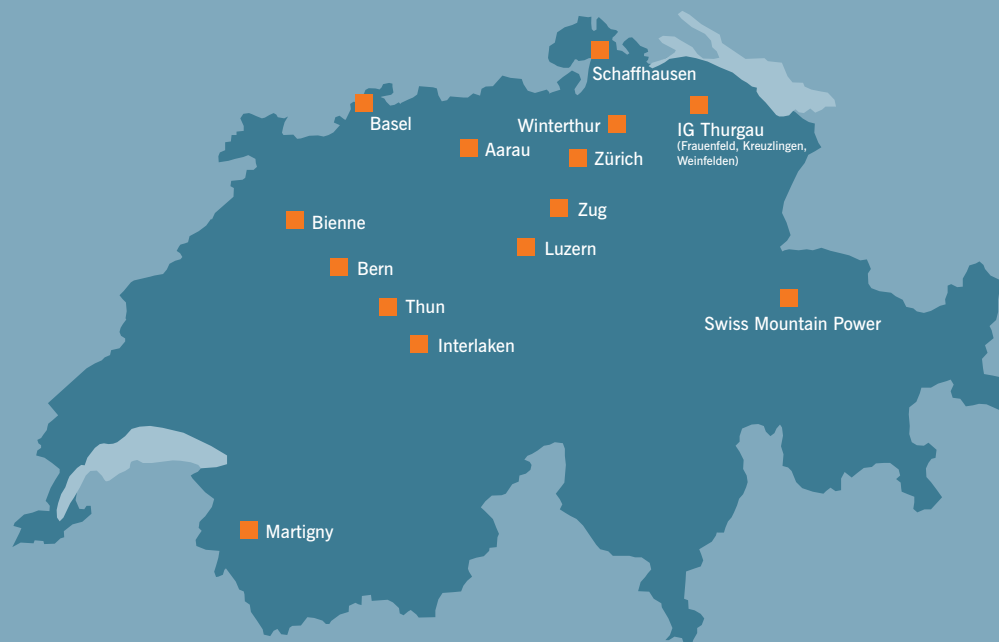 Schaffhausen
Basel
Winterthur
IG Thurgau
(Frauenfeld, Kreuzlingen,
Weinfelden)
Aarau
Zürich
Zug
Bienne
Luzern
Bern
Thun
Swiss Mountain Power
Interlaken
Martigny